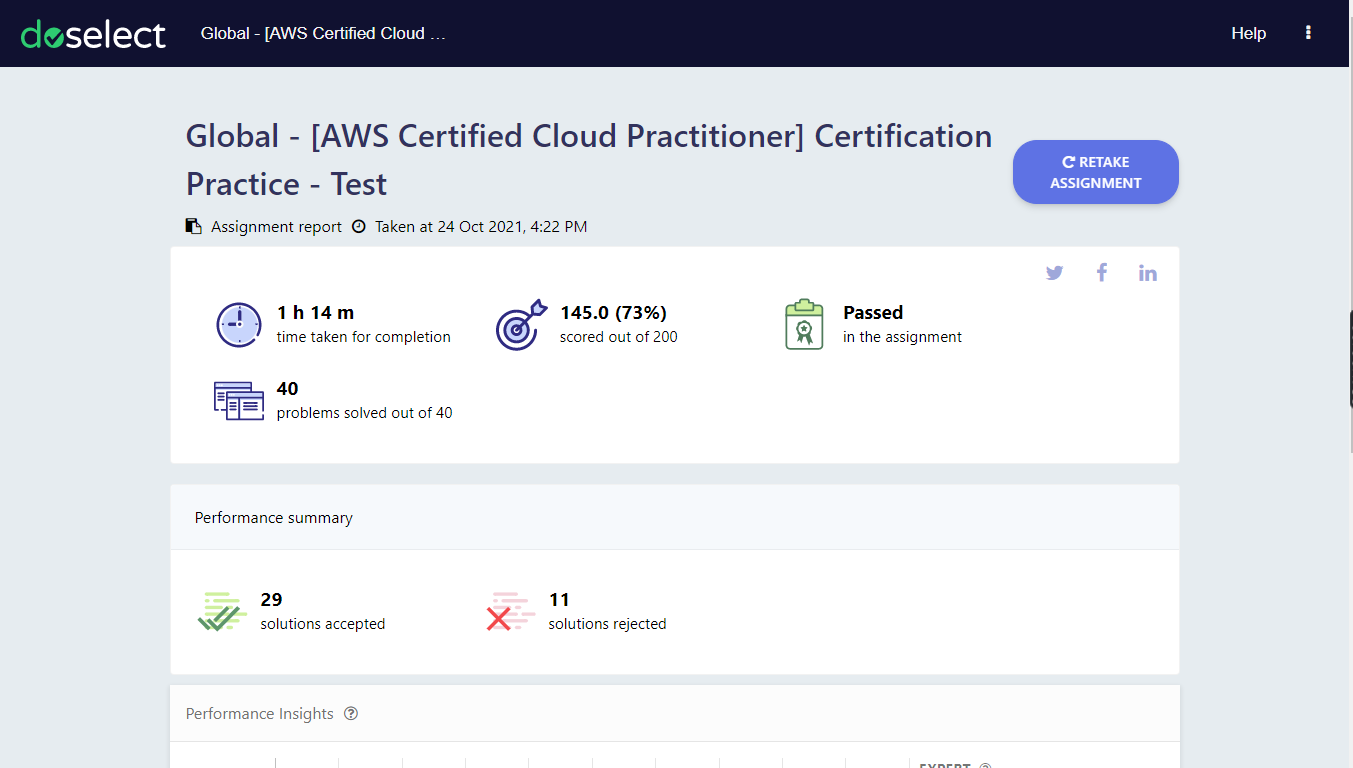 doselect
Global - [AWS Certified Cloud …
Help
Global - [AWS Certified Cloud Practitioner] Certification
Practice - Test
RETAKE
ASSIGNMENT
Assignment report
Taken at 24 Oct 2021, 4:22 PM
1 h 14 m
time taken for completion
145.0 (73%)
scored out of 200
Passed
in the assignment
40
problems solved out of 40
Performance summary
29
solutions accepted
11
solutions rejected
Performance Insights
EXPERT